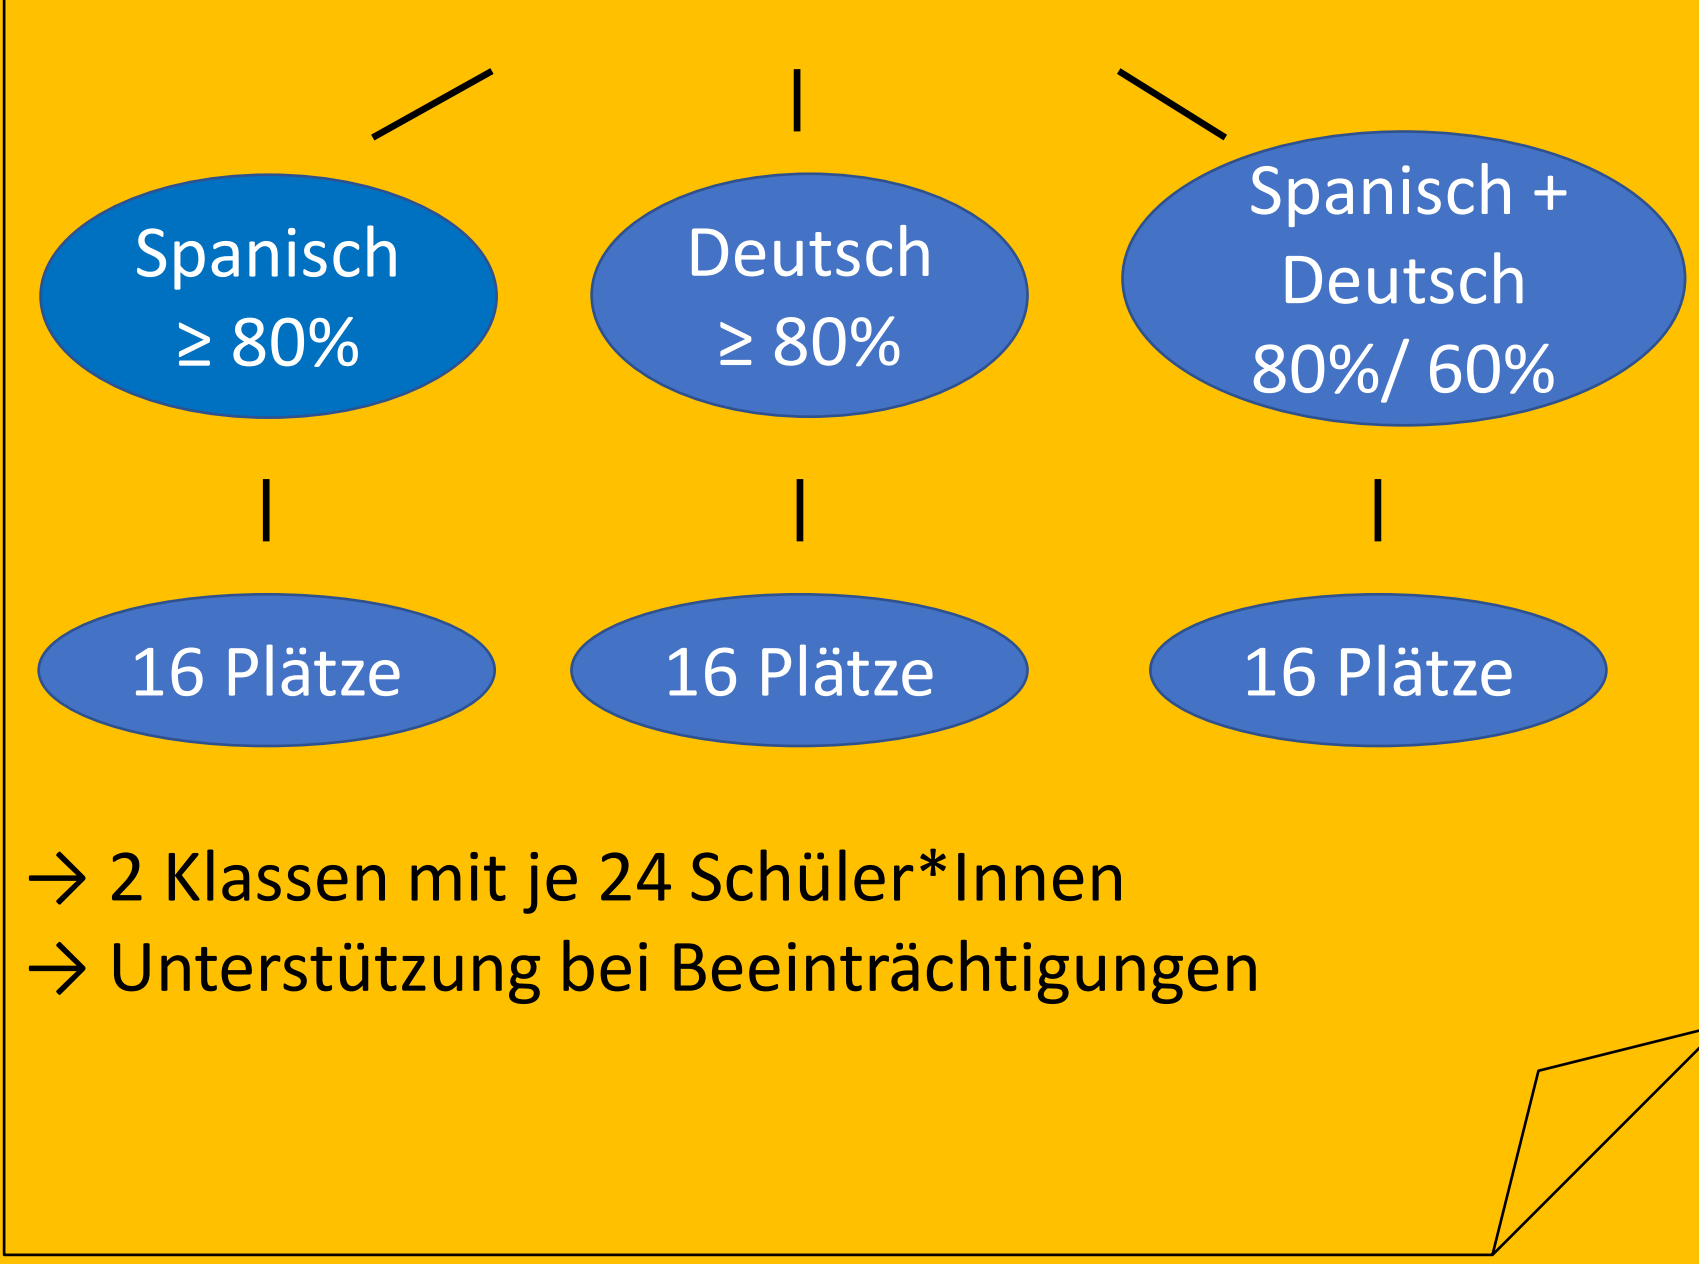 Spanisch
≥ 80%
Deutsch
≥ 80%
Spanisch +
Deutsch
80%/ 60%
16 Plätze
16 Plätze
16 Plätze
→ 2 Klassen mit je 24 Schüler*Innen
→ Unterstützung bei Beeinträchtigungen